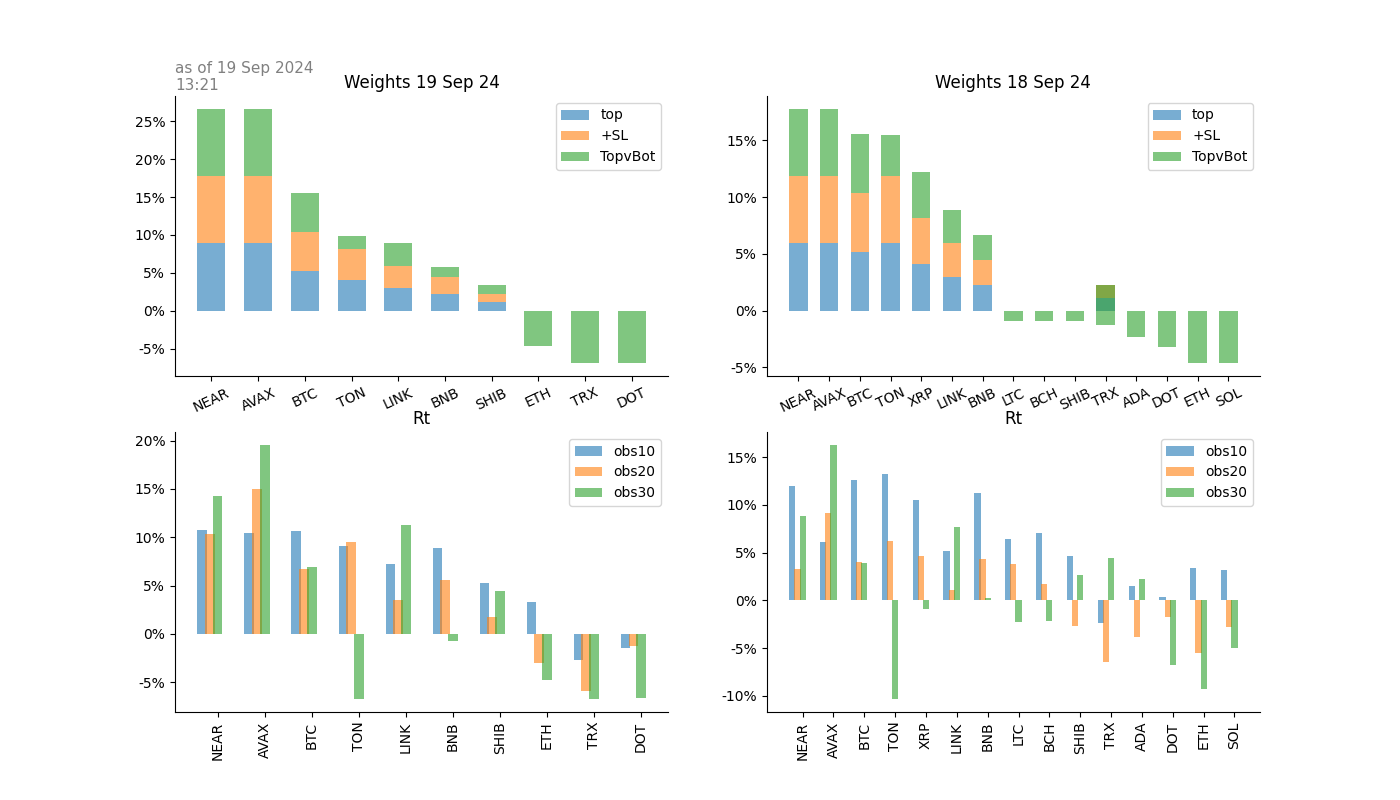 as of 19 Sep 2024
13:21
Weights 19 Sep 24
25%
20%
15%
10%
5%
0%
-5%
top
+SL
TopvBot
NEAR
AVAX
BTC
TON
LINK
BNB
SHIB
ETH
TRX
DOT
Weights 18 Sep 24
15%
10%
5%
0%
-5%
top
+SL
TopvBot
NEAR
AVAX
BTC
TON
XRP
LINK
BNB
LTC
BCH
SHIB
TRX
ADA
DOT
ETH
SOL
Rt
20%
15%
10%
5%
0%
-5%
obs10
obs20
obs30
NEAR
AVAX
BTC
TON
LINK
BNB
SHIB
ETH
TRX
DOT
Rt
15%
10%
5%
0%
-5%
-10%
obs10
obs20
obs30
NEAR
AVAX
BTC
TON
XRP
LINK
BNB
LTC
BCH
SHIB
TRX
ADA
DOT
ETH
SOL